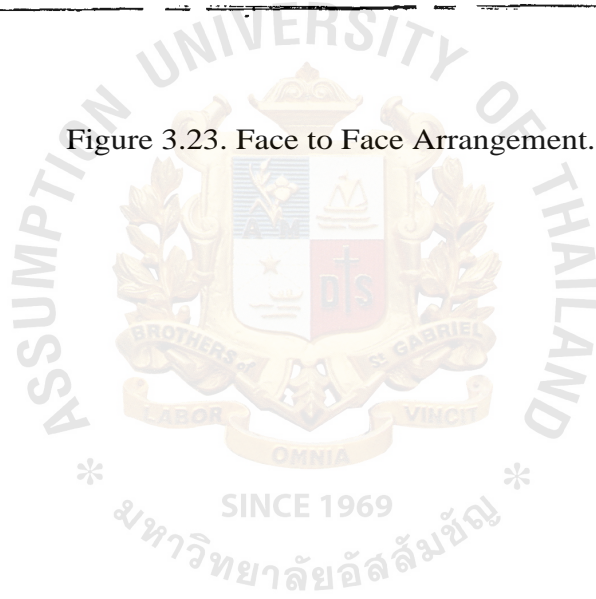 Figure 3.23. Face to Face Arrangement.
ASSUMPTION UNIVERSITY OF THAILAND
A M
D S
BROTHERS of St GABRIEL
LABOR
VINCIT
OMNIA
SINCE 1969
* มหาวิทยาลัยอัสสัมชัญ *